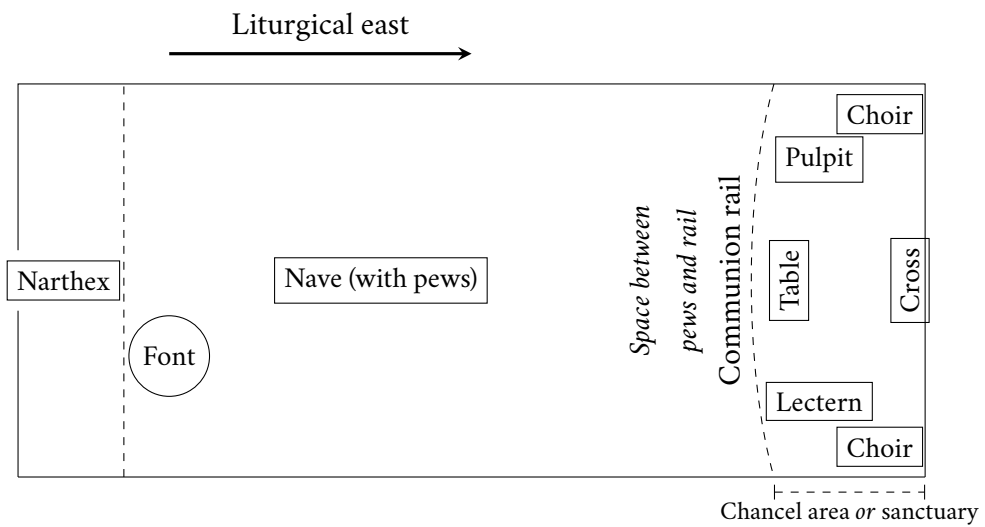 Liturgical east
Choir
Pulpit
Narthex
Nave (with pews)
Space between
pews and rail
Communion rail
Table
Cross
Font
Lectern
Choir
Chancel area or sanctuary